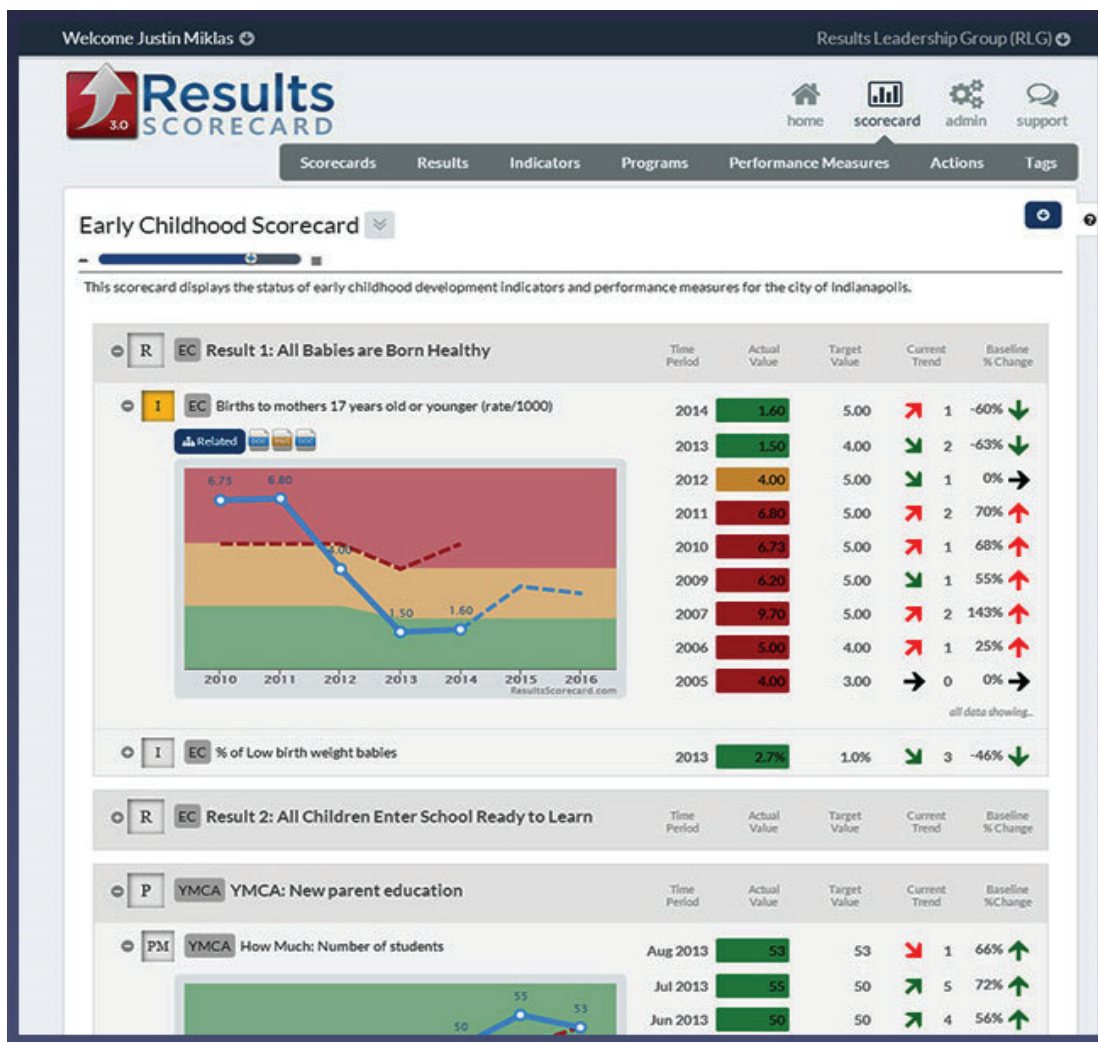 Welcome Justin Miklas
Results Leadership Group (RLG)
3.0
Results
SCORECARD
home scorecard admin support
Scorecards Results Indicators Programs Performance Measures Actions Tags
Early Childhood Scorecard
This scorecard displays the status of early childhood development indicators and performance measures for the city of Indianapolis.
R EC Result 1: All Babies are Born Healthy Time Period Actual Value Target Value Current Trend Baseline % Change
I EC Births to mothers 17 years old or younger (rate/1000)
Related
2014 1.60 5.00 1 -60%
2013 1.50 4.00 2 -63%
2012 4.00 5.00 1 0%
2011 6.80 5.00 2 70%
2010 6.73 5.00 1 68%
2009 6.20 5.00 1 55%
2007 9.70 5.00 2 143%
2006 5.00 4.00 1 25%
2005 4.00 3.00 0 0%
all data showing..
6.73 6.80 4.00 1.50 1.60
2010 2011 2012 2013 2014 2015 2016
ResultsScorecard.com
I EC % of Low birth weight babies 2013 2.7% 1.0% 3 -46%
R EC Result 2: All Children Enter School Ready to Learn Time Period Actual Value Target Value Current Trend Baseline % Change
P YMCA YMCA: New parent education Time Period Actual Value Target Value Current Trend Baseline %Change
PM YMCA How Much: Number of students
Aug 2013 53 53 1 66%
Jul 2013 55 50 5 72%
Jun 2013 50 50 4 56%
50 55 53